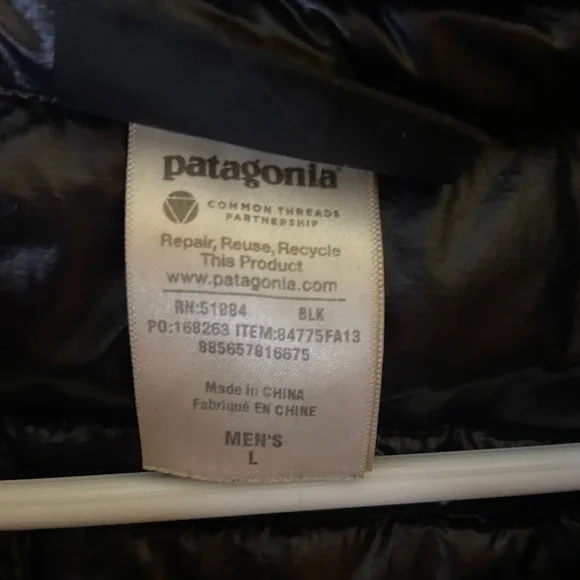 patagonia
COMMON THREADS
PARTNERSHIP
Repair, Reuse, Recycle
This Product
www.patagonia.com
RN:51884 BLK
PO:168263 ITEM:84775FA13
885657816675
Made in CHINA
Fabriqué EN CHINE
MEN'S
L